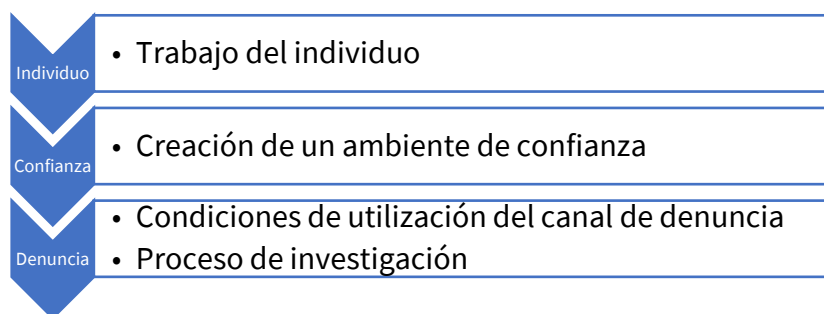 Individuo
• Trabajo del individuo
Confianza
• Creación de un ambiente de confianza
Denuncia
• Condiciones de utilización del canal de denuncia
• Proceso de investigación